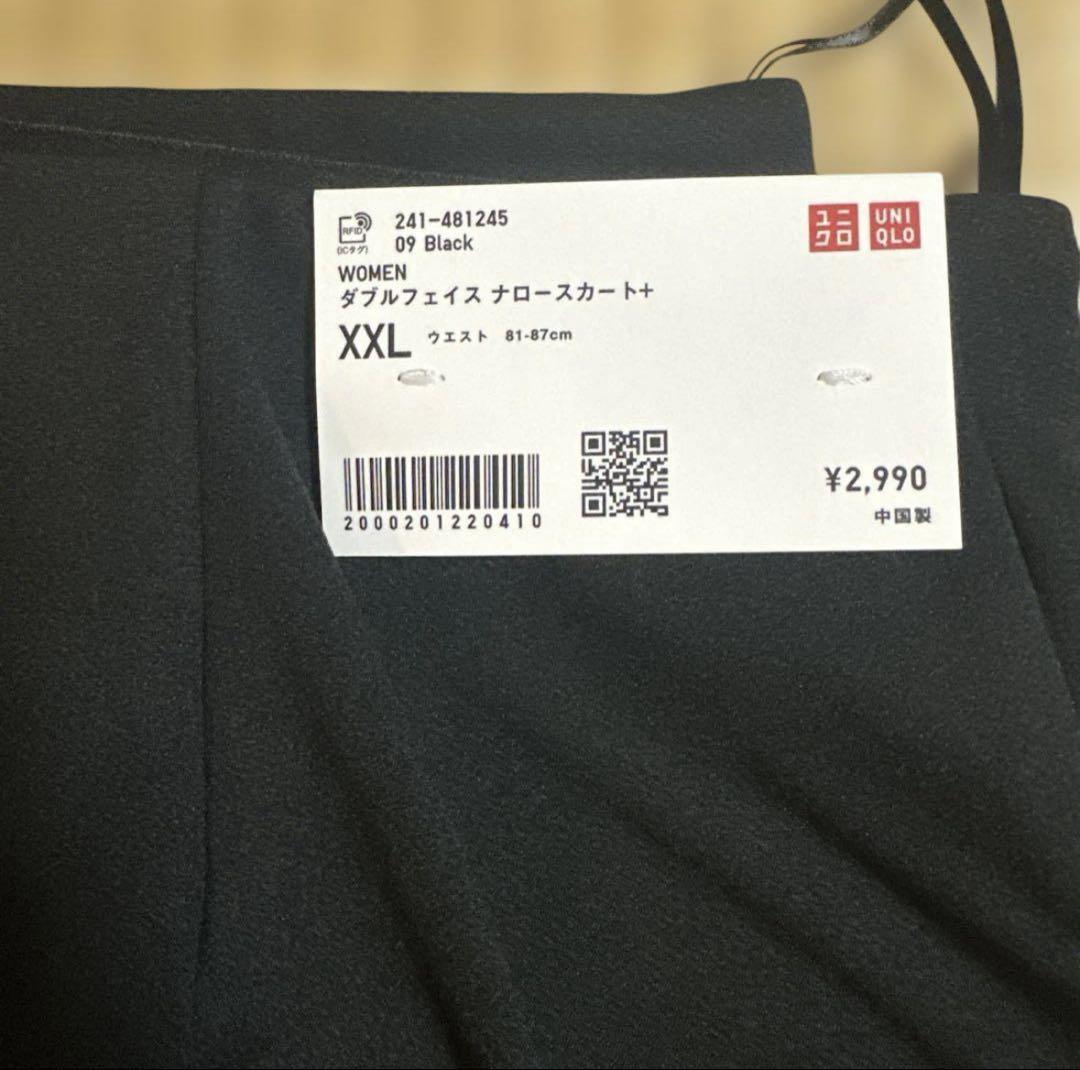 RFID
(ICタグ)
241-481245
09 Black
ユニ
クロ
UNI
QLO
WOMEN
ダブルフェイス ナロースカート+
XXL ウエスト 81-87cm
2000201220410
¥2,990
中国製